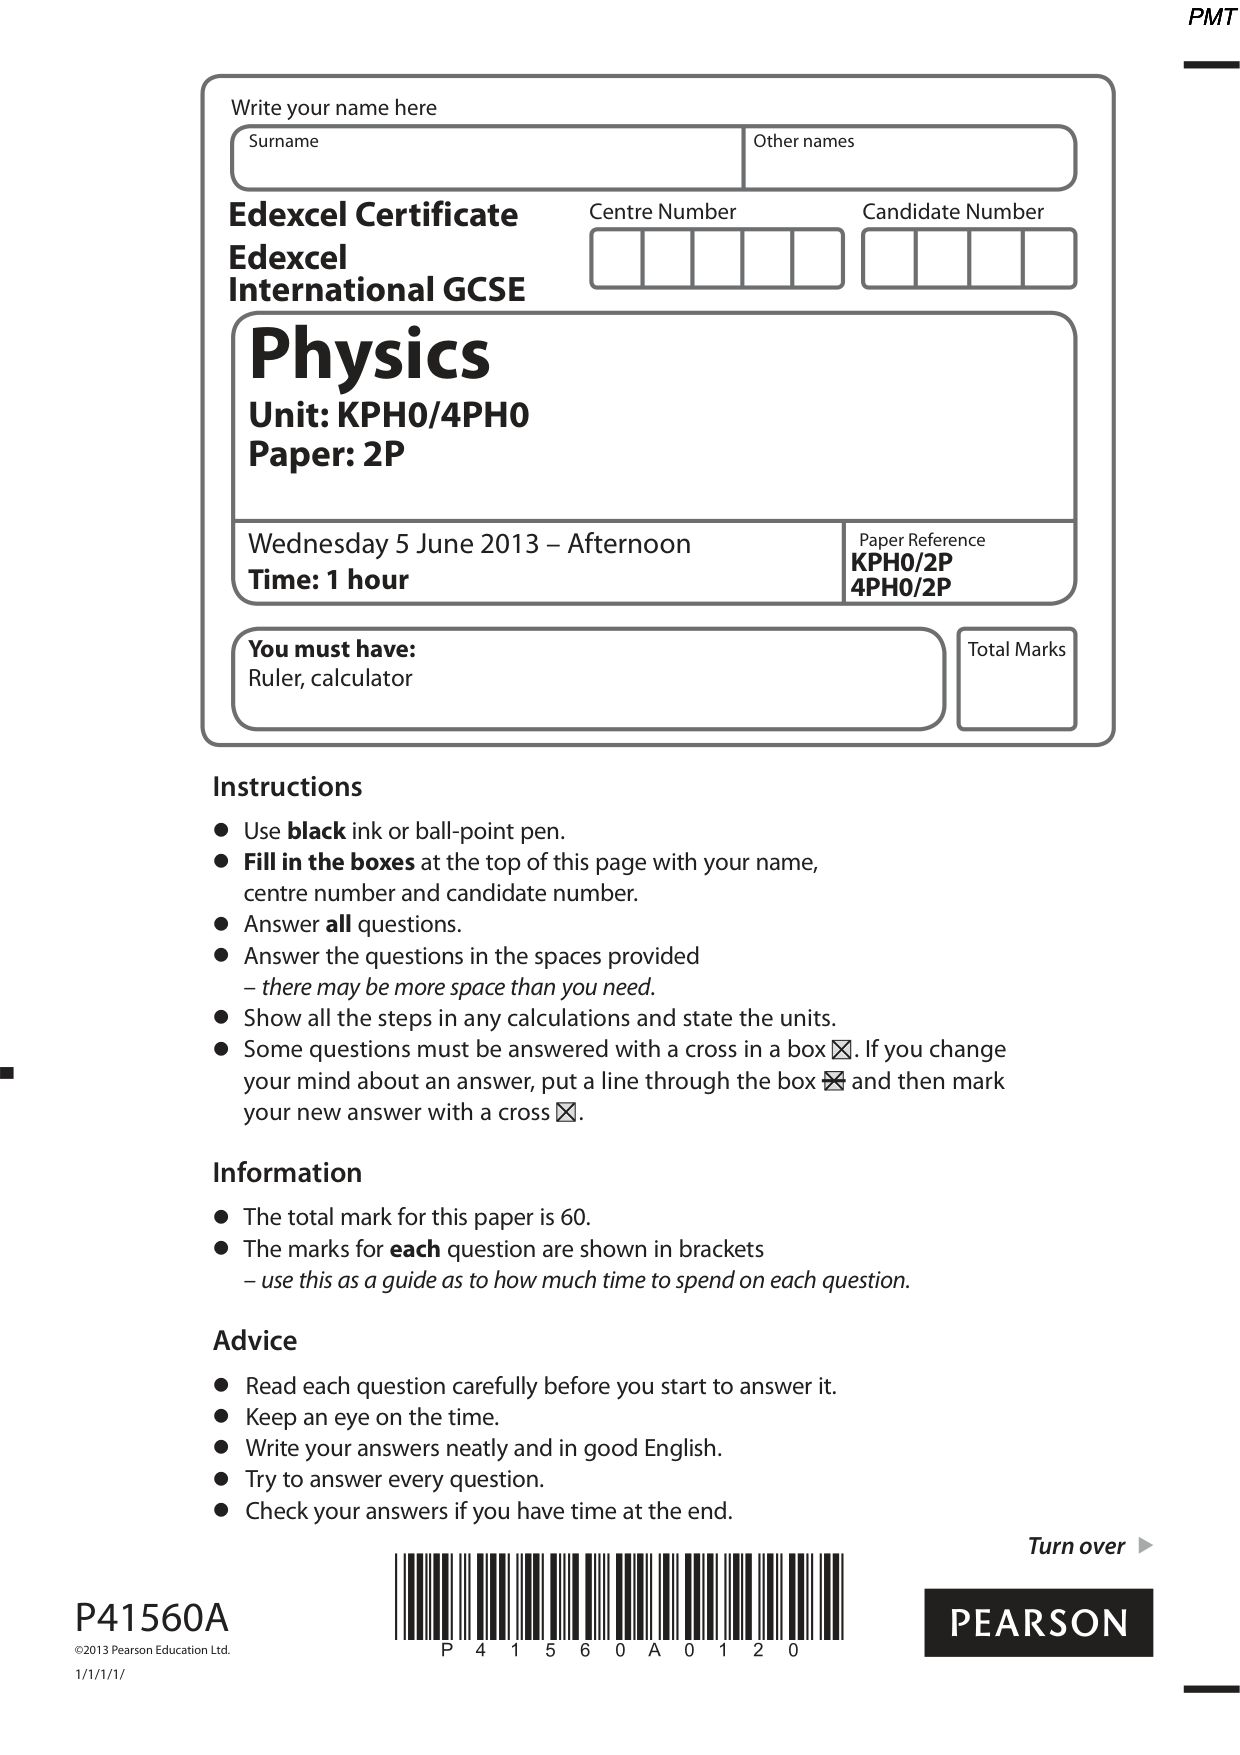 PMT
Write your name here
Surname
Other names
Edexcel Certificate
Edexcel
International GCSE
Centre Number
Candidate Number
Physics
Unit: KPH0/4PH0
Paper: 2P
Wednesday 5 June 2013 – Afternoon
Time: 1 hour
Paper Reference
KPH0/2P
4PH0/2P
You must have:
Ruler, calculator
Total Marks
Instructions
● Use black ink or ball-point pen.
● Fill in the boxes at the top of this page with your name,
centre number and candidate number.
● Answer all questions.
● Answer the questions in the spaces provided
– there may be more space than you need.
● Show all the steps in any calculations and state the units.
● Some questions must be answered with a cross in a box ☒. If you change
your mind about an answer, put a line through the box ☒ and then mark
your new answer with a cross ☒.
Information
● The total mark for this paper is 60.
● The marks for each question are shown in brackets
– use this as a guide as to how much time to spend on each question.
Advice
● Read each question carefully before you start to answer it.
● Keep an eye on the time.
● Write your answers neatly and in good English.
● Try to answer every question.
● Check your answers if you have time at the end.
Turn over
P41560A
©2013 Pearson Education Ltd.
1/1/1/1/
P41560A0120
PEARSON